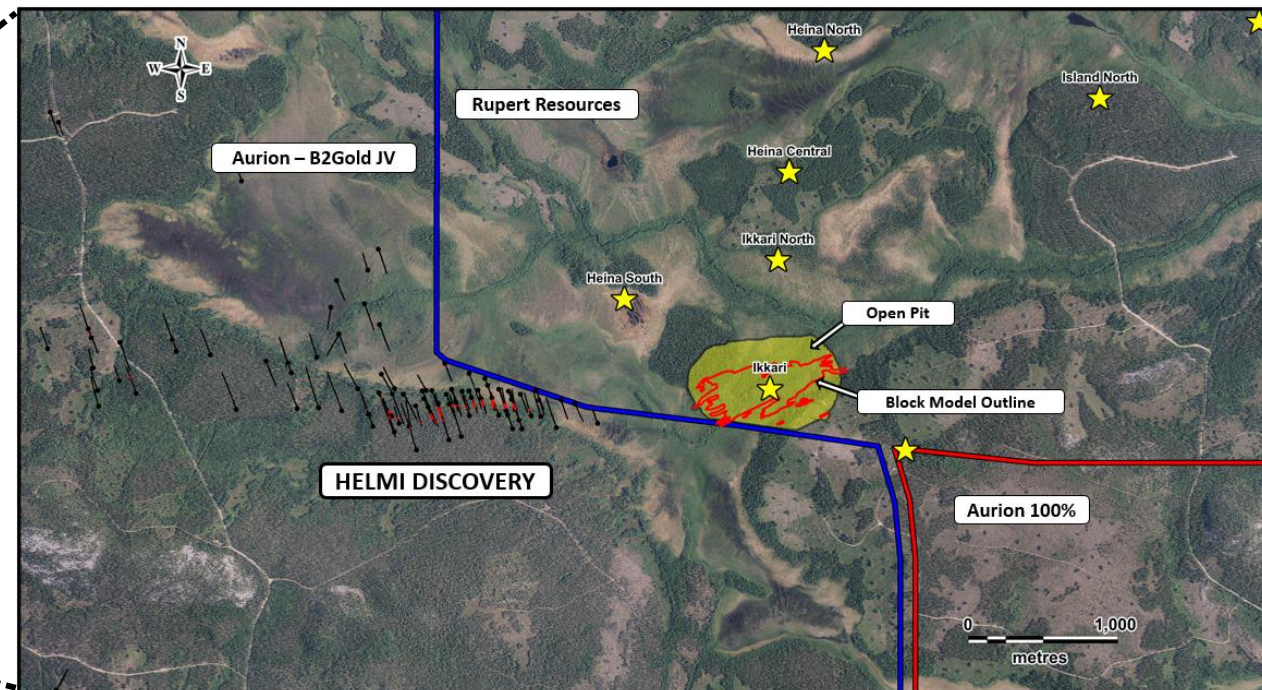 Heina North
N
W E
S
Island North
Rupert Resources
Aurion – B2Gold JV
Heina Central
Ikkari North
Heina South
Open Pit
Ikkari
Block Model Outline
HELMI DISCOVERY
Aurion 100%
0 1,000
metres